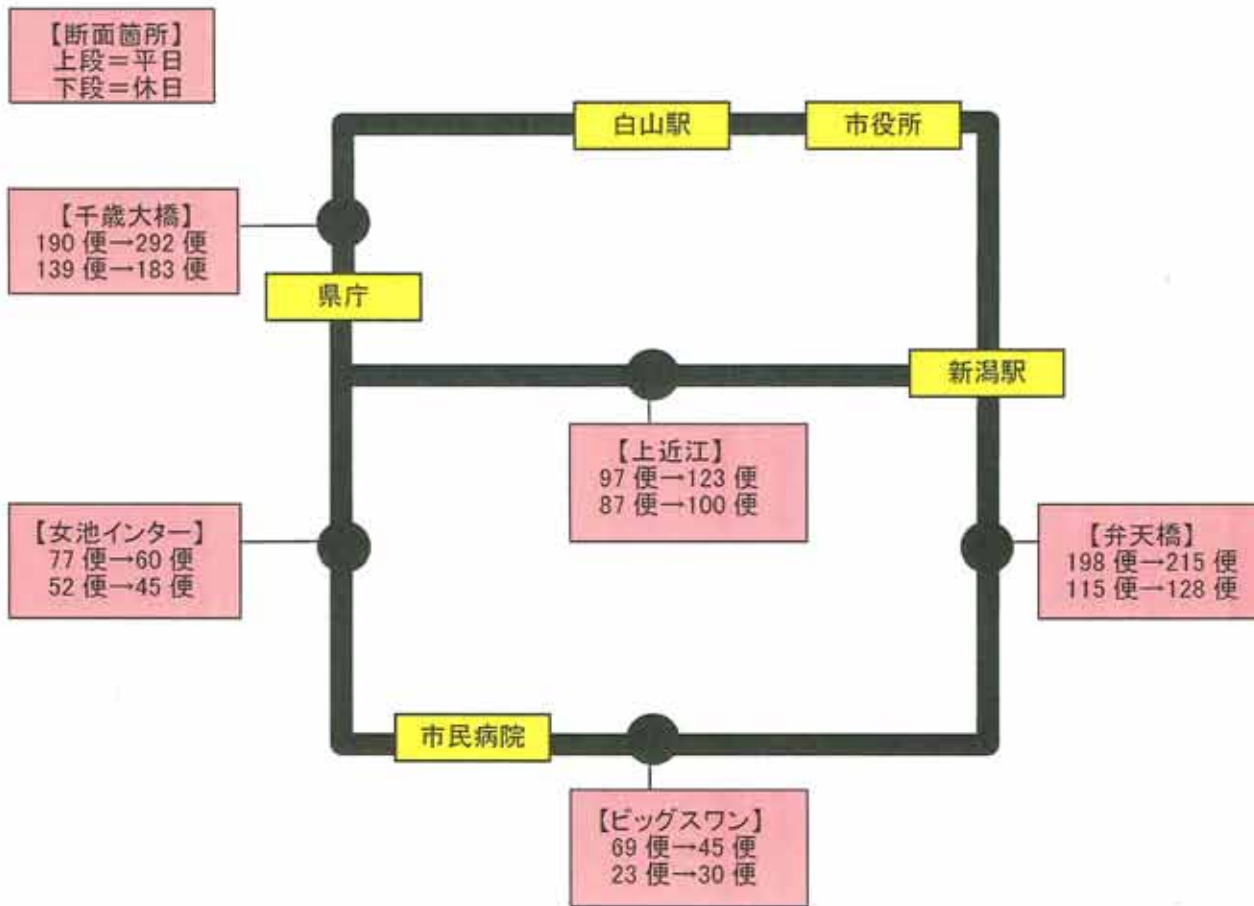 【断面箇所】
上段＝平日
下段＝休日
白山駅
市役所
【千歳大橋】
190 便→292 便
139 便→183 便
県庁
新潟駅
【上近江】
97 便→123 便
87 便→100 便
【女池インター】
77 便→60 便
52 便→45 便
【弁天橋】
198 便→215 便
115 便→128 便
市民病院
【ビッグスワン】
69 便→45 便
23 便→30 便